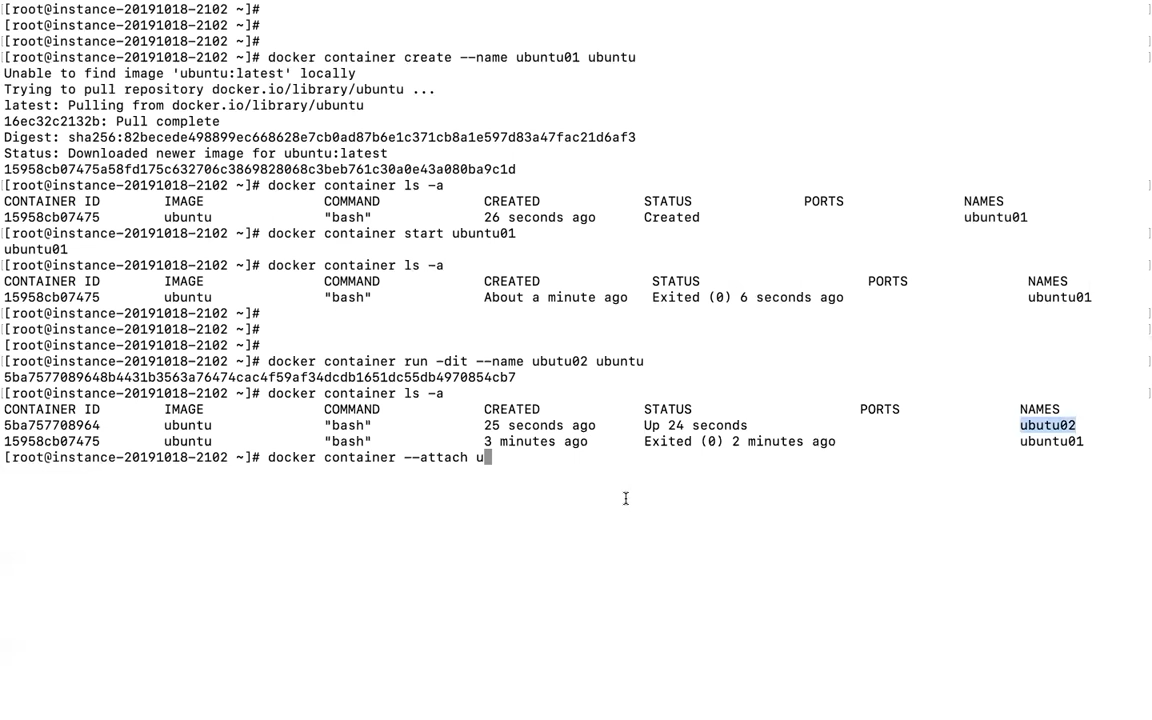 [root@instance-20191018-2102 ~]#
[root@instance-20191018-2102 ~]#
[root@instance-20191018-2102 ~]#
[root@instance-20191018-2102 ~]# docker container create --name ubuntu01 ubuntu
Unable to find image 'ubuntu:latest' locally
Trying to pull repository docker.io/library/ubuntu ...
latest: Pulling from docker.io/library/ubuntu
16ec32c2132b: Pull complete
Digest: sha256:82becede498899ec668628e7cb0ad87b6e1c371cb8a1e597d83a47fac21d6af3
Status: Downloaded newer image for ubuntu:latest
15958cb07475a58fd175c632706c3869828068c3beb761c30a0e43a080ba9c1d
[root@instance-20191018-2102 ~]# docker container ls -a
CONTAINER ID IMAGE COMMAND CREATED STATUS PORTS NAMES
15958cb07475 ubuntu "bash" 26 seconds ago Created ubuntu01
[root@instance-20191018-2102 ~]# docker container start ubuntu01
ubuntu01
[root@instance-20191018-2102 ~]# docker container ls -a
CONTAINER ID IMAGE COMMAND CREATED STATUS PORTS NAMES
15958cb07475 ubuntu "bash" About a minute ago Exited (0) 6 seconds ago ubuntu01
[root@instance-20191018-2102 ~]#
[root@instance-20191018-2102 ~]#
[root@instance-20191018-2102 ~]#
[root@instance-20191018-2102 ~]# docker container run -dit --name ubutu02 ubuntu
5ba7577089648b4431b3563a76474cac4f59af34dcdb1651dc55db4970854cb7
[root@instance-20191018-2102 ~]# docker container ls -a
CONTAINER ID IMAGE COMMAND CREATED STATUS PORTS NAMES
5ba757708964 ubuntu "bash" 25 seconds ago Up 24 seconds ubutu02
15958cb07475 ubuntu "bash" 3 minutes ago Exited (0) 2 minutes ago ubuntu01
[root@instance-20191018-2102 ~]# docker container --attach u